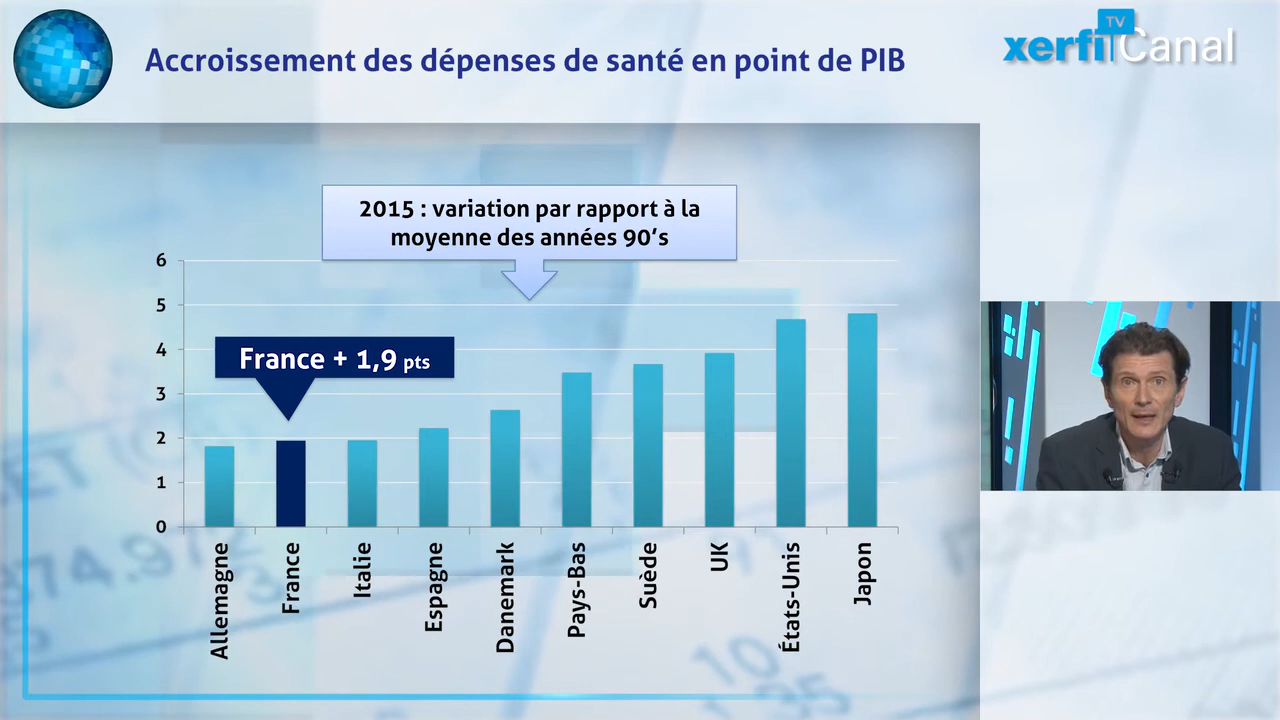 Accroissement des dépenses de santé en point de PIB
TV
xerfi Canal
2015 : variation par rapport à la
moyenne des années 90's
France + 1,9 pts
6
5
4
3
2
1
0
Allemagne
France
Italie
Espagne
Danemark
Pays-Bas
Suède
UK
États-Unis
Japon